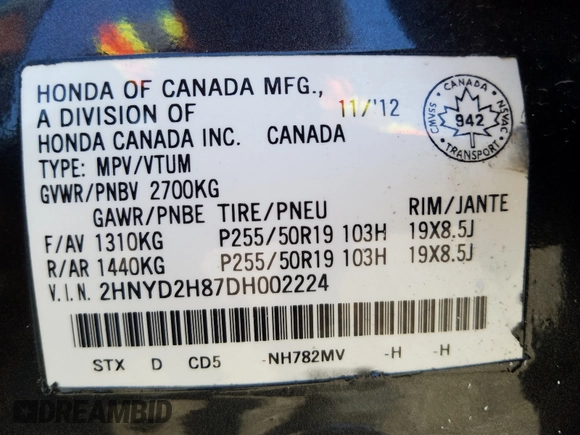 HONDA OF CANADA MFG.,
A DIVISION OF 11/'12
HONDA CANADA INC. CANADA
CANADA
CMVSS 942 NSVAC
TRANSPORT
TYPE: MPV/VTUM
GVWR/PNBV 2700KG
GAWR/PNBE TIRE/PNEU RIM/JANTE
F/AV 1310KG P255/50R19 103H 19X8.5J
R/AR 1440KG P255/50R19 103H 19X8.5J
V.I.N. 2HNYD2H87DH002224
STX D CD5 -NH782MV -H -H
DREAMBID